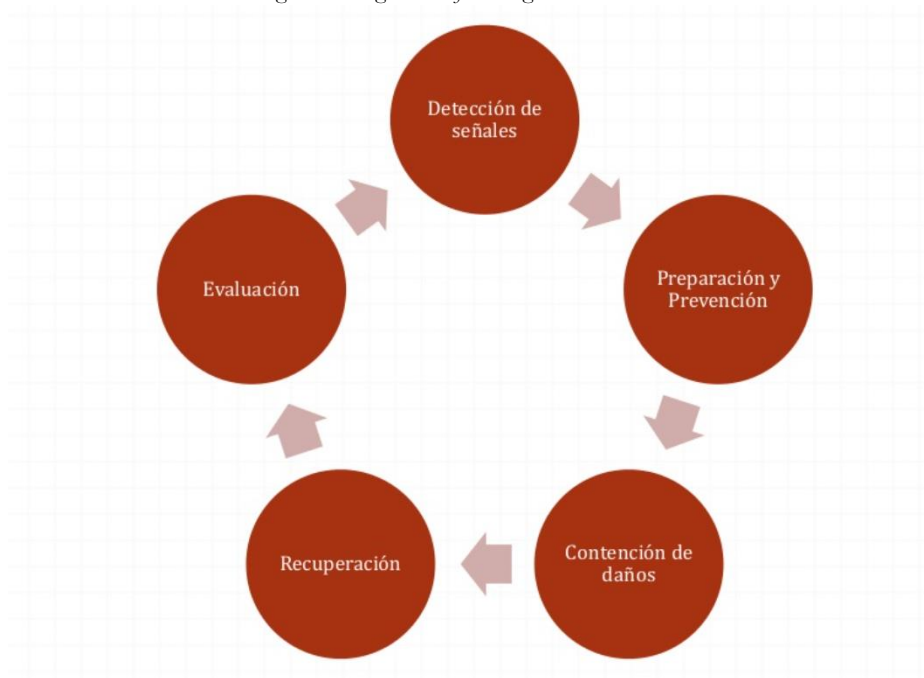 Detección de
señales
Preparación y
Prevención
Contención de
daños
Recuperación
Evaluación